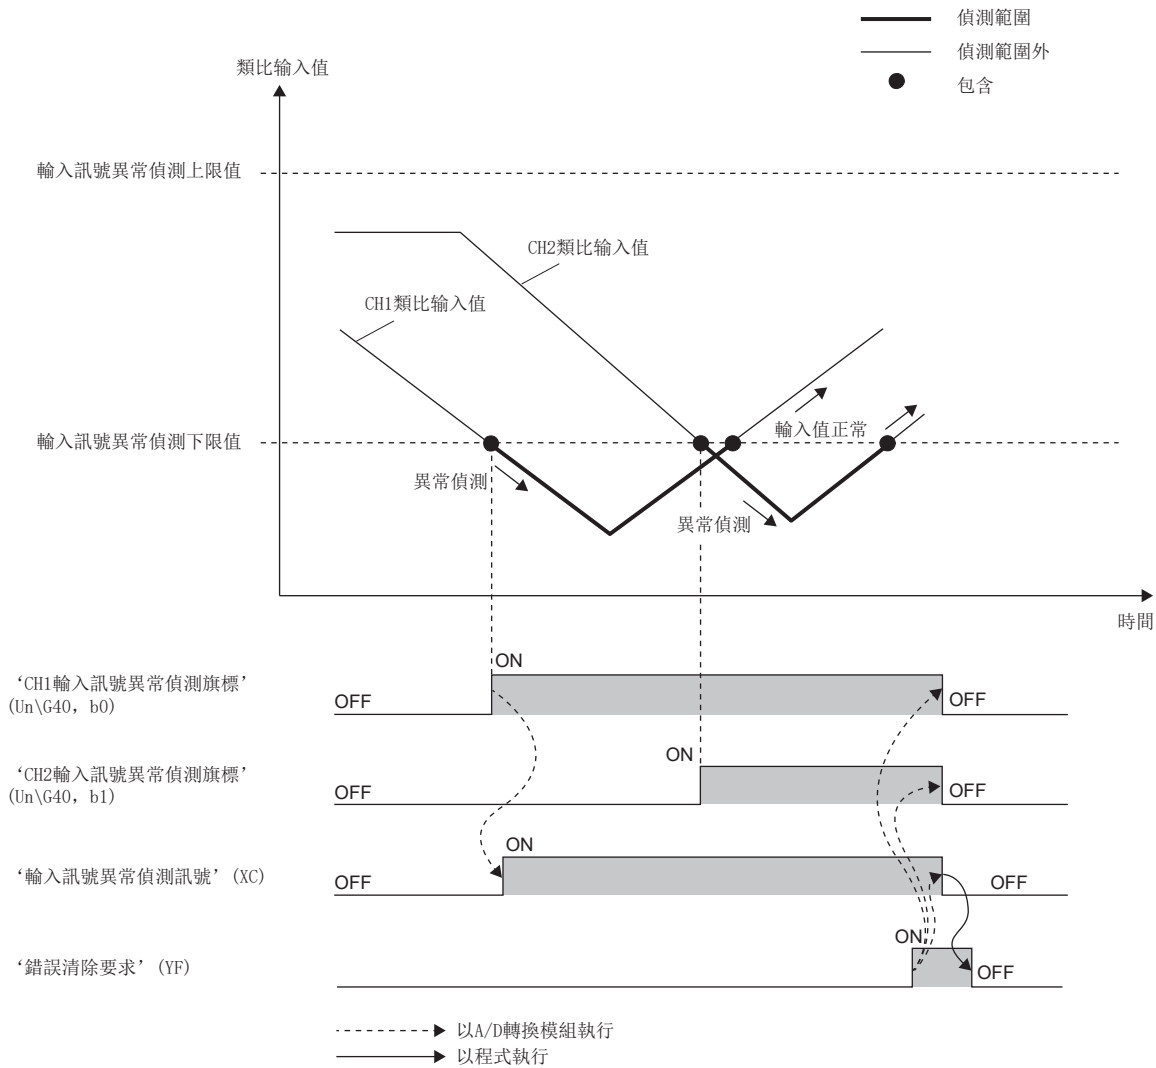 偵測範圍
偵測範圍外
包含
類比输入值
輸入訊號異常偵測上限值
CH2類比输入值
CH1類比输入值
輸入訊號異常偵測下限值
輸入值正常
異常偵測
異常偵測
時間
‘CH1輸入訊號異常偵測旗標’
(Un\G40, b0)
OFF
ON
OFF
‘CH2輸入訊號異常偵測旗標’
(Un\G40, b1)
OFF
ON
OFF
‘輸入訊號異常偵測訊號’(XC)
OFF
ON
OFF
‘錯誤清除要求’(YF)
ON
OFF
以A/D轉換模組執行
以程式執行